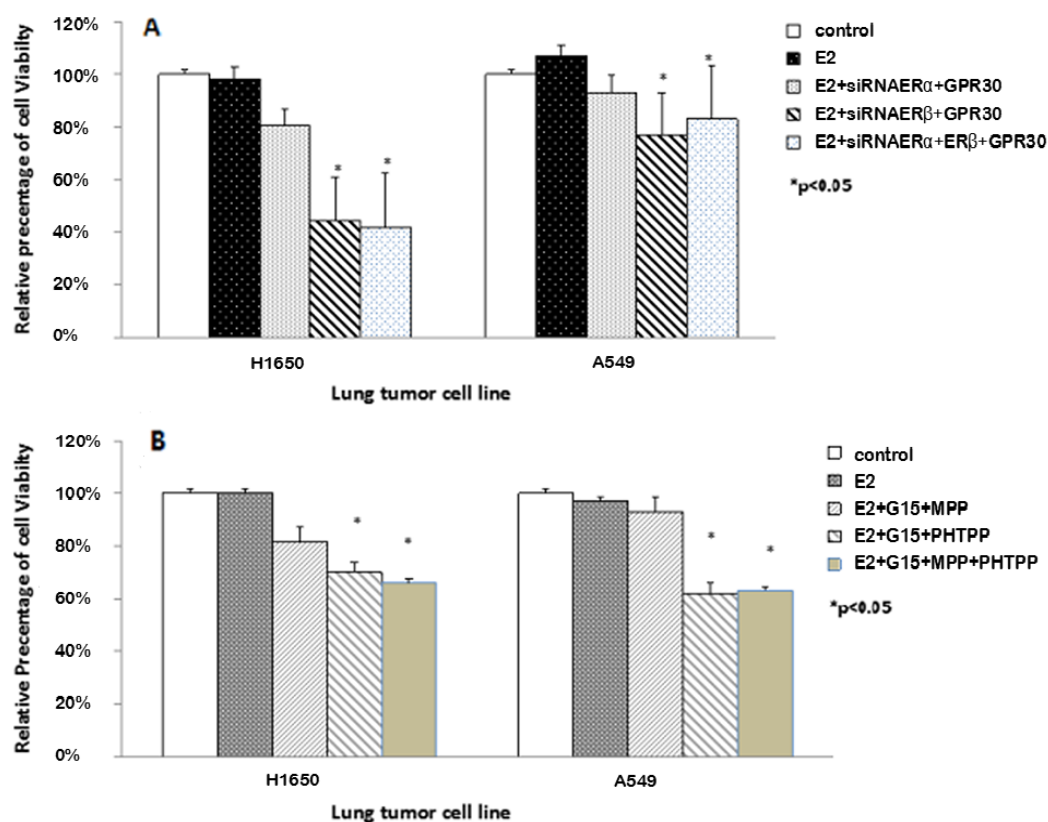 A
120%
100%
80%
60%
40%
20%
0%
Relative precentage of cell Viabilty
* * * *
H1650 A549
Lung tumor cell line
control
E2
E2+siRNAERα+GPR30
E2+siRNAERβ+GPR30
E2+siRNAERα+ERβ+GPR30
*p<0.05
B
120%
100%
80%
60%
40%
20%
0%
Relative Precentage of cell Viabilty
* * * *
H1650 A549
Lung tumor cell line
control
E2
E2+G15+MPP
E2+G15+PHTPP
E2+G15+MPP+PHTPP
*p<0.05